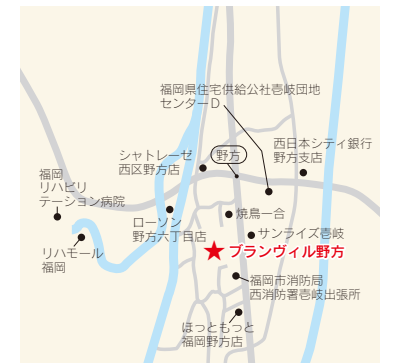 福岡県住宅供給公社壱岐団地
センターD
西日本シティ銀行
野方支店
シャトレーゼ
西区野方店
野方
福岡
リハビリ
テーション病院
焼鳥一合
ローソン
野方六丁目店
サンライズ壱岐
リハモール
福岡
ブランヴィル野方
福岡市消防局
西消防署壱岐出張所
ほっともっと
福岡野方店